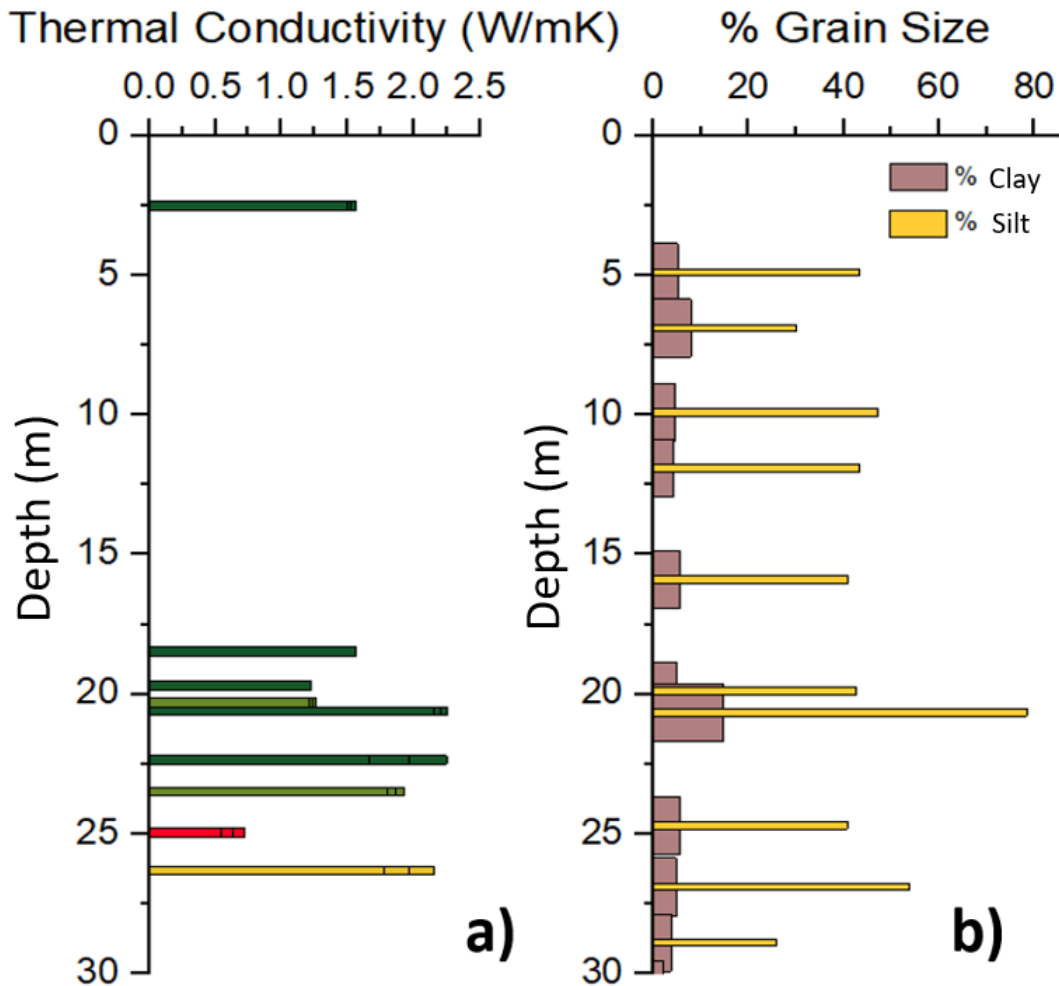 Thermal Conductivity (W/mK)
0.0 0.5 1.0 1.5 2.0 2.5
0
5
10
15
20
25
30
Depth (m)
a)
% Grain Size
0 20 40 60 80
% Clay
% Silt
0
5
10
15
20
25
30
Depth (m)
b)